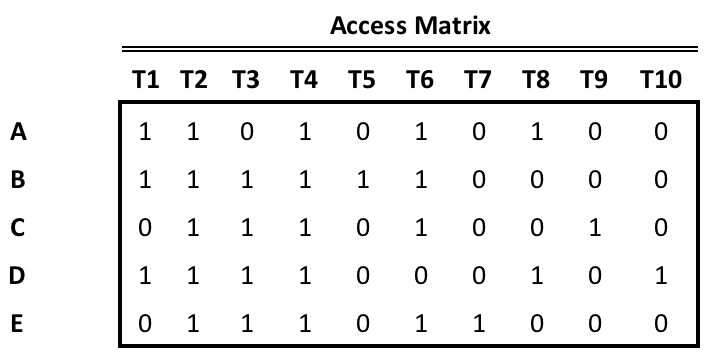 Access Matrix
T1 T2 T3 T4 T5 T6 T7 T8 T9 T10
A 1 1 0 1 0 1 0 1 0 0
B 1 1 1 1 1 1 0 0 0 0
C 0 1 1 1 0 1 0 0 1 0
D 1 1 1 1 0 0 0 1 0 1
E 0 1 1 1 0 1 1 0 0 0